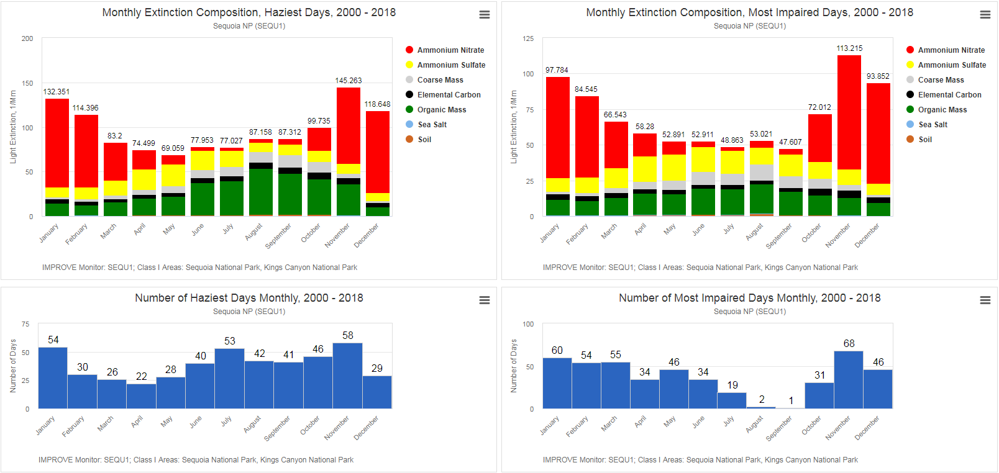 Monthly Extinction Composition, Haziest Days, 2000 - 2018
Sequoia NP (SEQU1)
Light Extinction, 1/Mm
200
150
100
50
0
132.351
114.396
83.2
74.499
69.059
77.953
77.027
87.158
87.312
99.735
145.263
118.648
January
February
March
April
May
June
July
August
September
October
November
December
Ammonium Nitrate
Ammonium Sulfate
Coarse Mass
Elemental Carbon
Organic Mass
Sea Salt
Soil
IMPROVE Monitor: SEQU1; Class I Areas: Sequoia National Park, Kings Canyon National Park
Monthly Extinction Composition, Most Impaired Days, 2000 - 2018
Sequoia NP (SEQU1)
Light Extinction, 1/Mm
125
100
75
50
25
0
97.784
84.545
66.543
58.28
52.891
52.911
48.863
53.021
47.607
72.012
113.215
93.852
January
February
March
April
May
June
July
August
September
October
November
December
Ammonium Nitrate
Ammonium Sulfate
Coarse Mass
Elemental Carbon
Organic Mass
Sea Salt
Soil
IMPROVE Monitor: SEQU1; Class I Areas: Sequoia National Park, Kings Canyon National Park
Number of Haziest Days Monthly, 2000 - 2018
Sequoia NP (SEQU1)
Number of Days
75
50
25
0
54
30
26
22
28
40
53
42
41
46
58
29
January
February
March
April
May
June
July
August
September
October
November
December
IMPROVE Monitor: SEQU1; Class I Areas: Sequoia National Park, Kings Canyon National Park
Number of Most Impaired Days Monthly, 2000 - 2018
Sequoia NP (SEQU1)
Number of Days
100
50
0
60
54
55
34
46
34
19
2
1
31
68
46
January
February
March
April
May
June
July
August
September
October
November
December
IMPROVE Monitor: SEQU1; Class I Areas: Sequoia National Park, Kings Canyon National Park